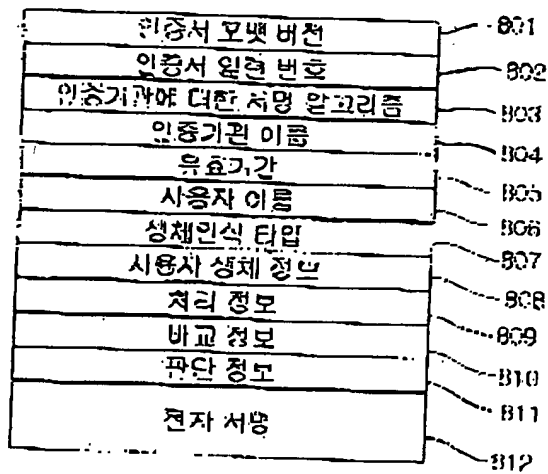 인증서 포맷 버전 801
인증서 일련 번호 802
인증기관에 대한 서명 알고리즘 803
인증기관 이름 804
유효기간 805
사용자 이름 806
생체인식 타입 807
사용자 생체 정보 808
처리 정보 809
비교 정보 810
판단 정보 811
전자 서명 812